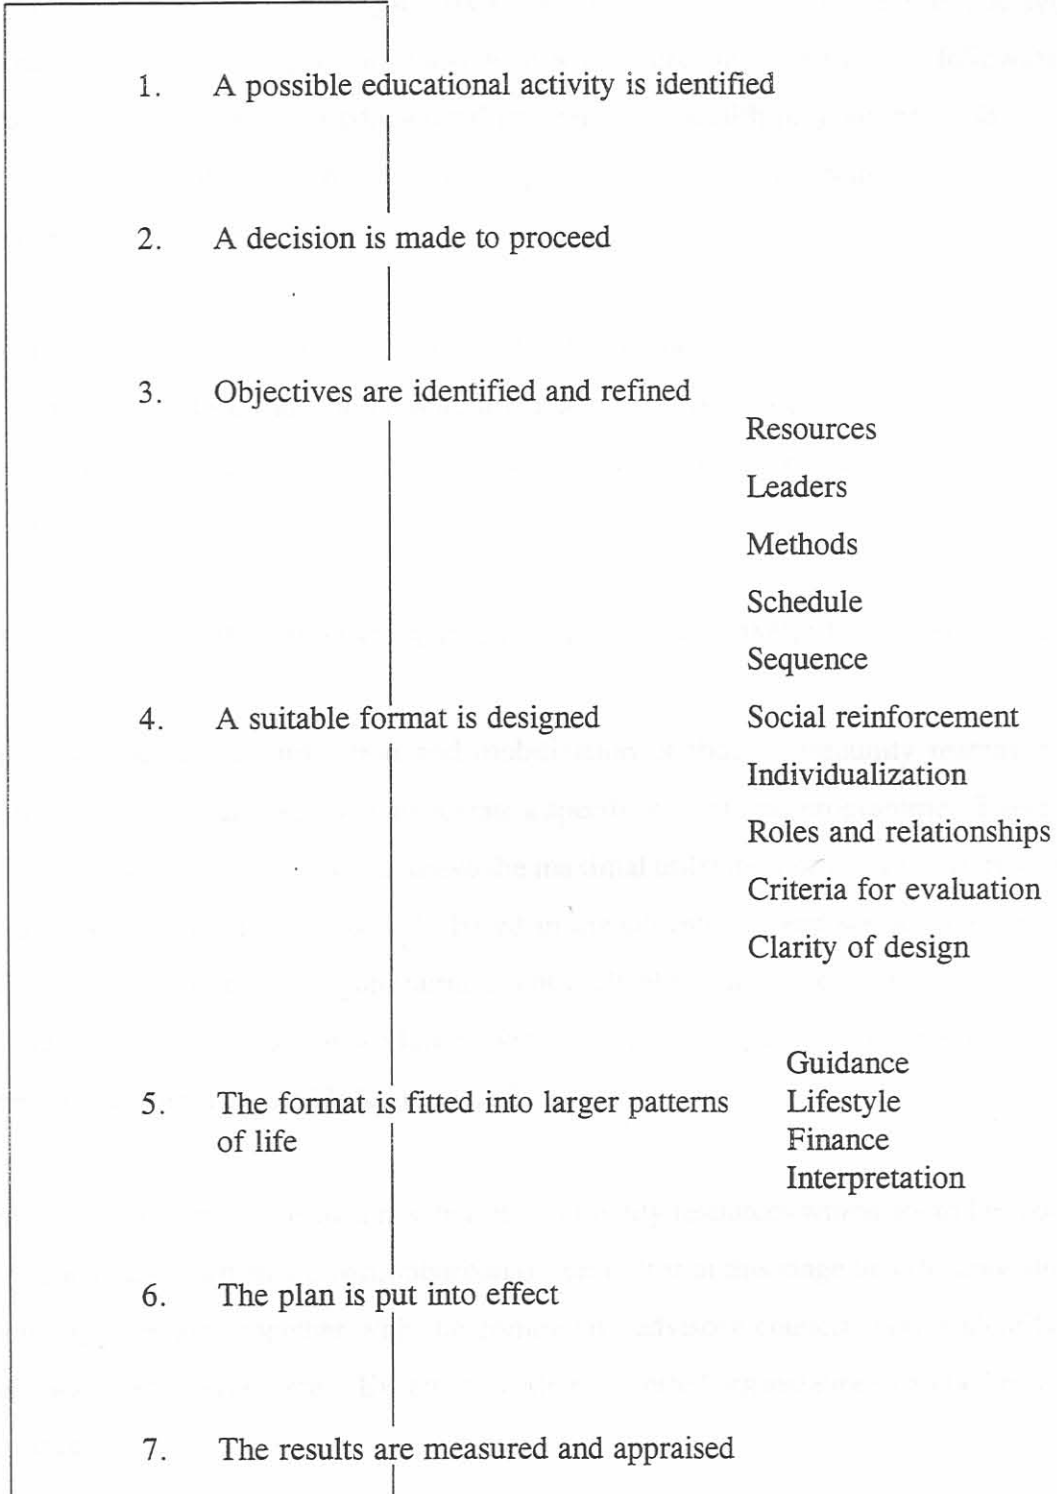 1. A possible educational activity is identified
2. A decision is made to proceed
3. Objectives are identified and refined
Resources
Leaders
Methods
Schedule
Sequence
4. A suitable format is designed
Social reinforcement
Individualization
Roles and relationships
Criteria for evaluation
Clarity of design
Guidance
5. The format is fitted into larger patterns
of life
Lifestyle
Finance
Interpretation
6. The plan is put into effect
7. The results are measured and appraised